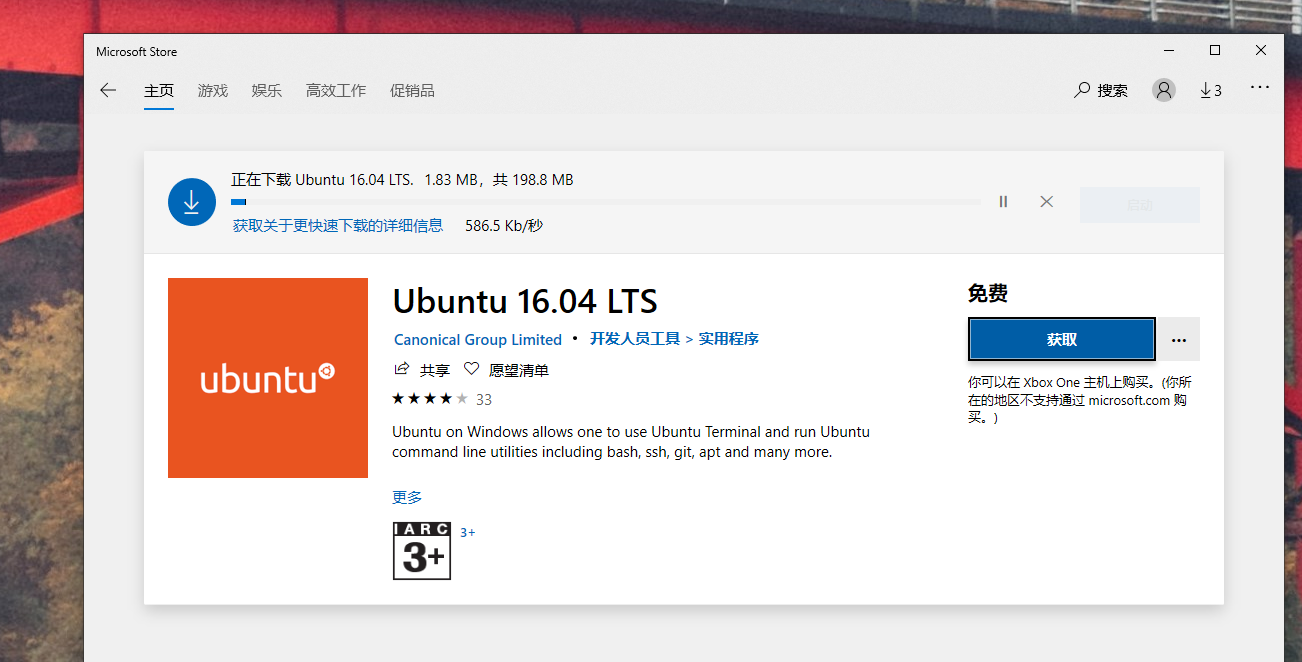 Microsoft Store
主页 游戏 娱乐 高效工作 促销品 搜索 3
正在下载 Ubuntu 16.04 LTS. 1.83 MB，共 198.8 MB
获取关于更快速下载的详细信息 586.5 Kb/秒
启动
ubuntu
Ubuntu 16.04 LTS
Canonical Group Limited • 开发人员工具 > 实用程序
共享 愿望清单
33
Ubuntu on Windows allows one to use Ubuntu Terminal and run Ubuntu
command line utilities including bash, ssh, git, apt and many more.
更多
IARC
3+
3+
免费
获取
你可以在 Xbox One 主机上购买。(你所
在的地区不支持通过 microsoft.com 购
买。)